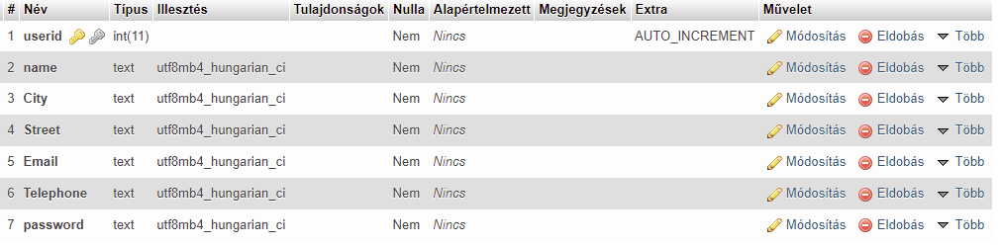 # Név Típus Illesztés Tulajdonságok Nulla Alapértelmezett Megjegyzések Extra Művelet
1 userid int(11) Nem Nincs AUTO_INCREMENT Módosítás Eldobás Több
2 name text utf8mb4_hungarian_ci Nem Nincs Módosítás Eldobás Több
3 City text utf8mb4_hungarian_ci Nem Nincs Módosítás Eldobás Több
4 Street text utf8mb4_hungarian_ci Nem Nincs Módosítás Eldobás Több
5 Email text utf8mb4_hungarian_ci Nem Nincs Módosítás Eldobás Több
6 Telephone text utf8mb4_hungarian_ci Nem Nincs Módosítás Eldobás Több
7 password text utf8mb4_hungarian_ci Nem Nincs Módosítás Eldobás Több